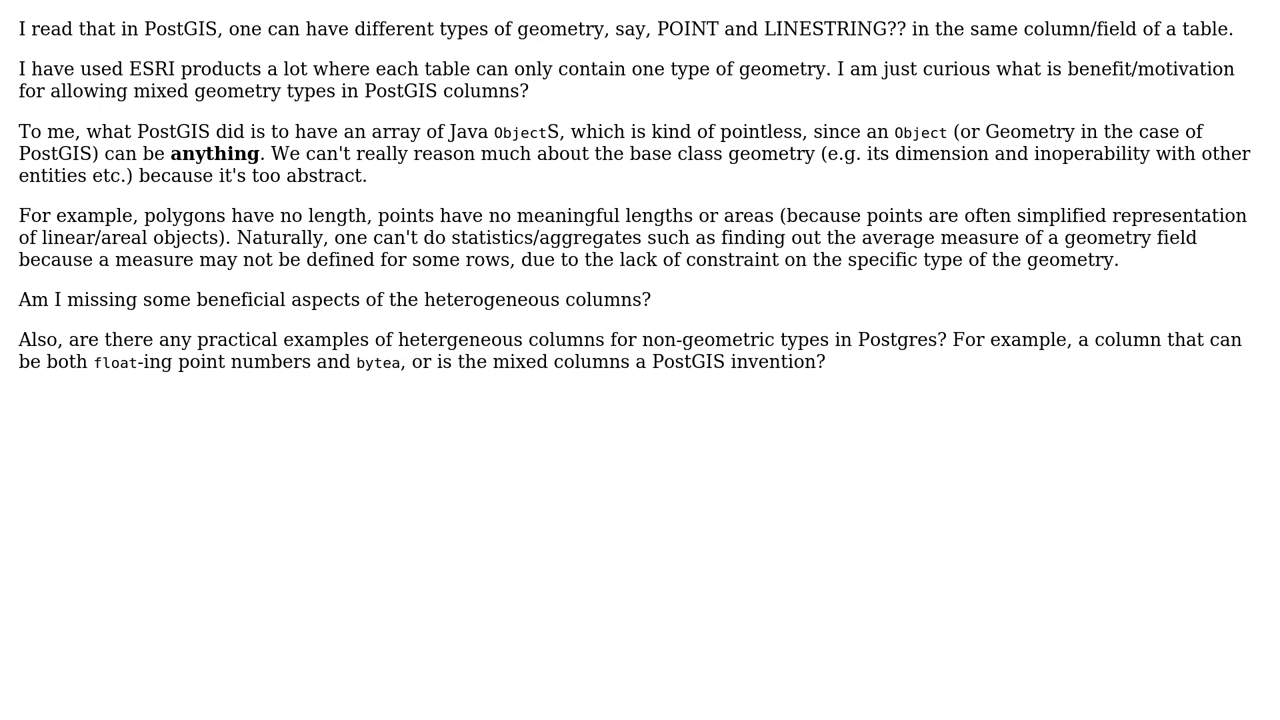 I read that in PostGIS, one can have different types of geometry, say, POINT and LINESTRING?? in the same column/field of a table.
I have used ESRI products a lot where each table can only contain one type of geometry. I am just curious what is benefit/motivation
for allowing mixed geometry types in PostGIS columns?
To me, what PostGIS did is to have an array of Java ObjectS, which is kind of pointless, since an Object (or Geometry in the case of
PostGIS) can be anything. We can't really reason much about the base class geometry (e.g. its dimension and inoperability with other
entities etc.) because it's too abstract.
For example, polygons have no length, points have no meaningful lengths or areas (because points are often simplified representation
of linear/areal objects). Naturally, one can't do statistics/aggregates such as finding out the average measure of a geometry field
because a measure may not be defined for some rows, due to the lack of constraint on the specific type of the geometry.
Am I missing some beneficial aspects of the heterogeneous columns?
Also, are there any practical examples of hetergeneous columns for non-geometric types in Postgres? For example, a column that can
be both float-ing point numbers and bytea, or is the mixed columns a PostGIS invention?